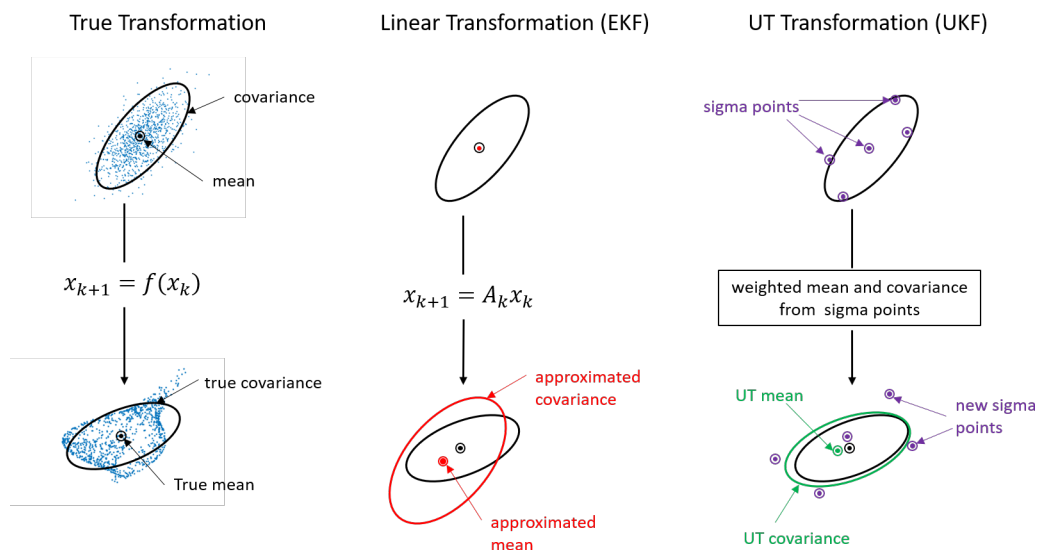 True Transformation
covariance
mean
x_{k+1} = f(x_k)
true covariance
True mean
Linear Transformation (EKF)
x_{k+1} = A_k x_k
approximated
covariance
approximated
mean
UT Transformation (UKF)
sigma points
weighted mean and covariance
from sigma points
UT mean
new sigma
points
UT covariance